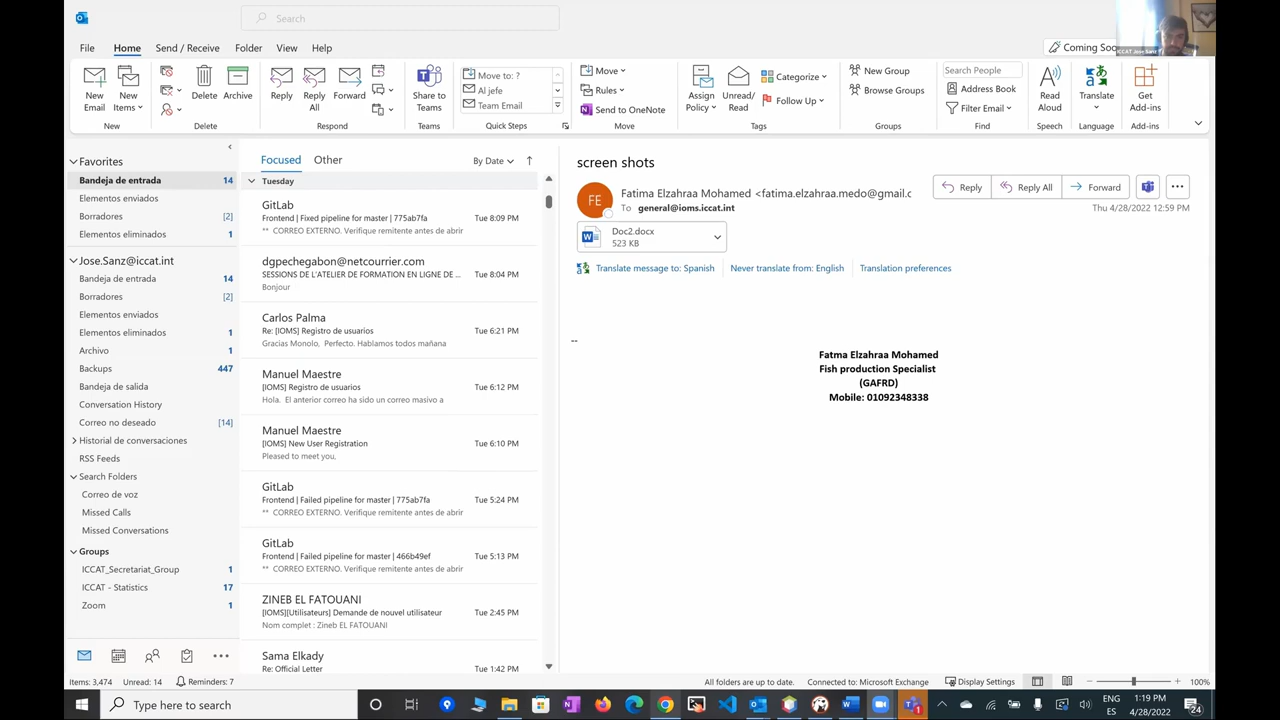 Search
File Home Send / Receive Folder View Help
Coming Soo
ICCAT Jose Sanz
New Email
New Items
New
Delete
Archive
Delete
Reply
Reply All
Forward
Respond
Share to Teams
Teams
Move to: ?
Al jefe
Team Email
Quick Steps
Move
Rules
Send to OneNote
Move
Assign Policy
Unread/ Read
Categorize
Follow Up
Tags
New Group
Browse Groups
Groups
Search People
Address Book
Filter Email
Find
Read Aloud
Speech
Translate
Language
Get Add-ins
Add-ins
Favorites
Bandeja de entrada 14
Elementos enviados
Borradores [2]
Elementos eliminados 1
Jose.Sanz@iccat.int
Bandeja de entrada 14
Borradores [2]
Elementos enviados
Elementos eliminados 1
Archivo 1
Backups 447
Bandeja de salida
Conversation History
Correo no deseado [14]
Historial de conversaciones
RSS Feeds
Search Folders
Correo de voz
Missed Calls
Missed Conversations
Groups
ICCAT_Secretariat_Group 1
ICCAT - Statistics 17
Zoom 1
Focused Other By Date
Tuesday
GitLab
Frontend | Fixed pipeline for master | 775ab7fa Tue 8:09 PM
** CORREO EXTERNO. Verifique remitente antes de abrir
dgpechegabon@netcourrier.com
SESSIONS DE L'ATELIER DE FORMATION EN LIGNE DE ... Tue 8:04 PM
Bonjour
Carlos Palma
Re: [IOMS] Registro de usuarios Tue 6:21 PM
Gracias Monolo, Perfecto. Hablamos todos mañana
Manuel Maestre
[IOMS] Registro de usuarios Tue 6:12 PM
Hola. El anterior correo ha sido un correo masivo a
Manuel Maestre
[IOMS] New User Registration Tue 6:10 PM
Pleased to meet you,
GitLab
Frontend | Failed pipeline for master | 775ab7fa Tue 5:24 PM
** CORREO EXTERNO. Verifique remitente antes de abrir
GitLab
Frontend | Failed pipeline for master | 466b49ef Tue 5:13 PM
** CORREO EXTERNO. Verifique remitente antes de abrir
ZINEB EL FATOUANI
[IOMS][Utilisateurs] Demande de nouvel utilisateur Tue 2:45 PM
Nom complet : Zineb EL FATOUANI
Sama Elkady
Re: Official Letter Tue 1:42 PM
screen shots
FE
Fatima Elzahraa Mohamed <fatima.elzahraa.medo@gmail.c
To general@ioms.iccat.int
Reply Reply All Forward
Thu 4/28/2022 12:59 PM
Doc2.docx
523 KB
Translate message to: Spanish Never translate from: English Translation preferences
--
Fatma Elzahraa Mohamed
Fish production Specialist
(GAFRD)
Mobile: 01092348338
Items: 3,474 Unread: 14 Reminders: 7 All folders are up to date. Connected to: Microsoft Exchange Display Settings 100%
Type here to search
ENG
ES
1:19 PM
4/28/2022
24